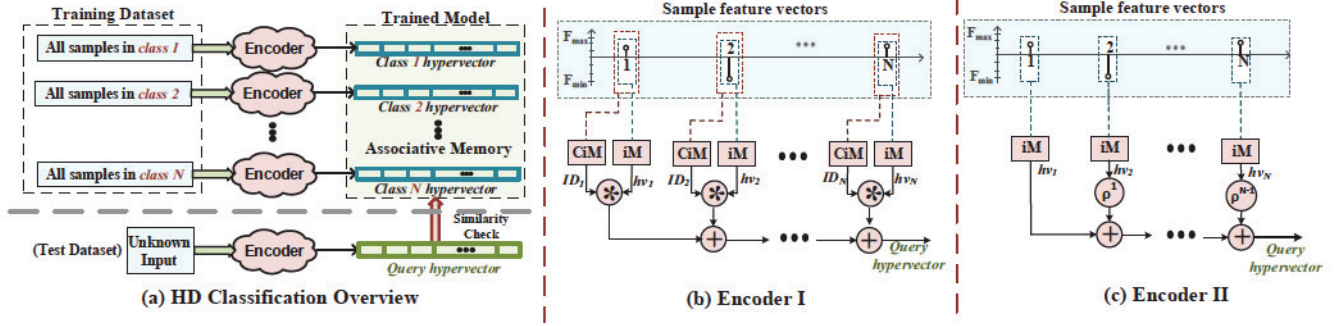 Training Dataset
Trained Model
All samples in class 1
Encoder
•••
Class 1 hypervector
All samples in class 2
Encoder
•••
Class 2 hypervector
Associative Memory
All samples in class N
Encoder
•••
Class N hypervector
Similarity
Check
(Test Dataset)
Unknown
Input
Encoder
•••
Query hypervector
(a) HD Classification Overview
Sample feature vectors
Fmax
Fmin
1
2
•••
N
CiM
iM
CiM
iM
•••
CiM
iM
ID1
hv1
ID2
hv2
IDN
hvN
*
*
*
+
•••
+
Query
hypervector
(b) Encoder I
Sample feature vectors
Fmax
Fmin
1
2
•••
N
iM
iM
•••
iM
hv1
hv2
hvN
ρ1
ρN-1
+
•••
+
Query
hypervector
(c) Encoder II